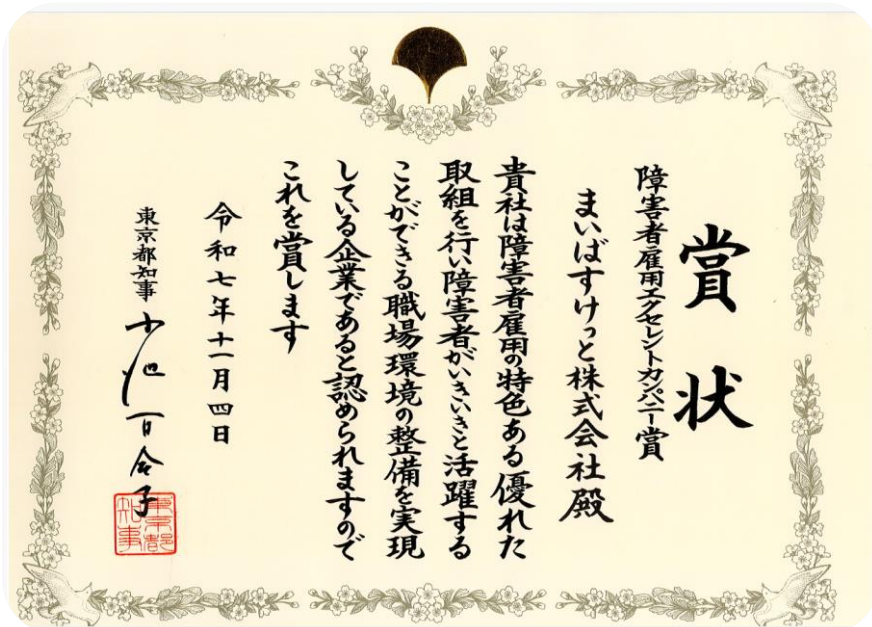 賞状
障害者雇用エクセレントカンパニー賞
まいばすけっと株式会社殿
貴社は障害者雇用の特色ある優れた
取組を行い障害者がいきいきと活躍する
ことができる職場環境の整備を実現
している企業であると認められますので
これを賞します
令和七年十一月四日
東京都知事 小池百合子
東京都知事